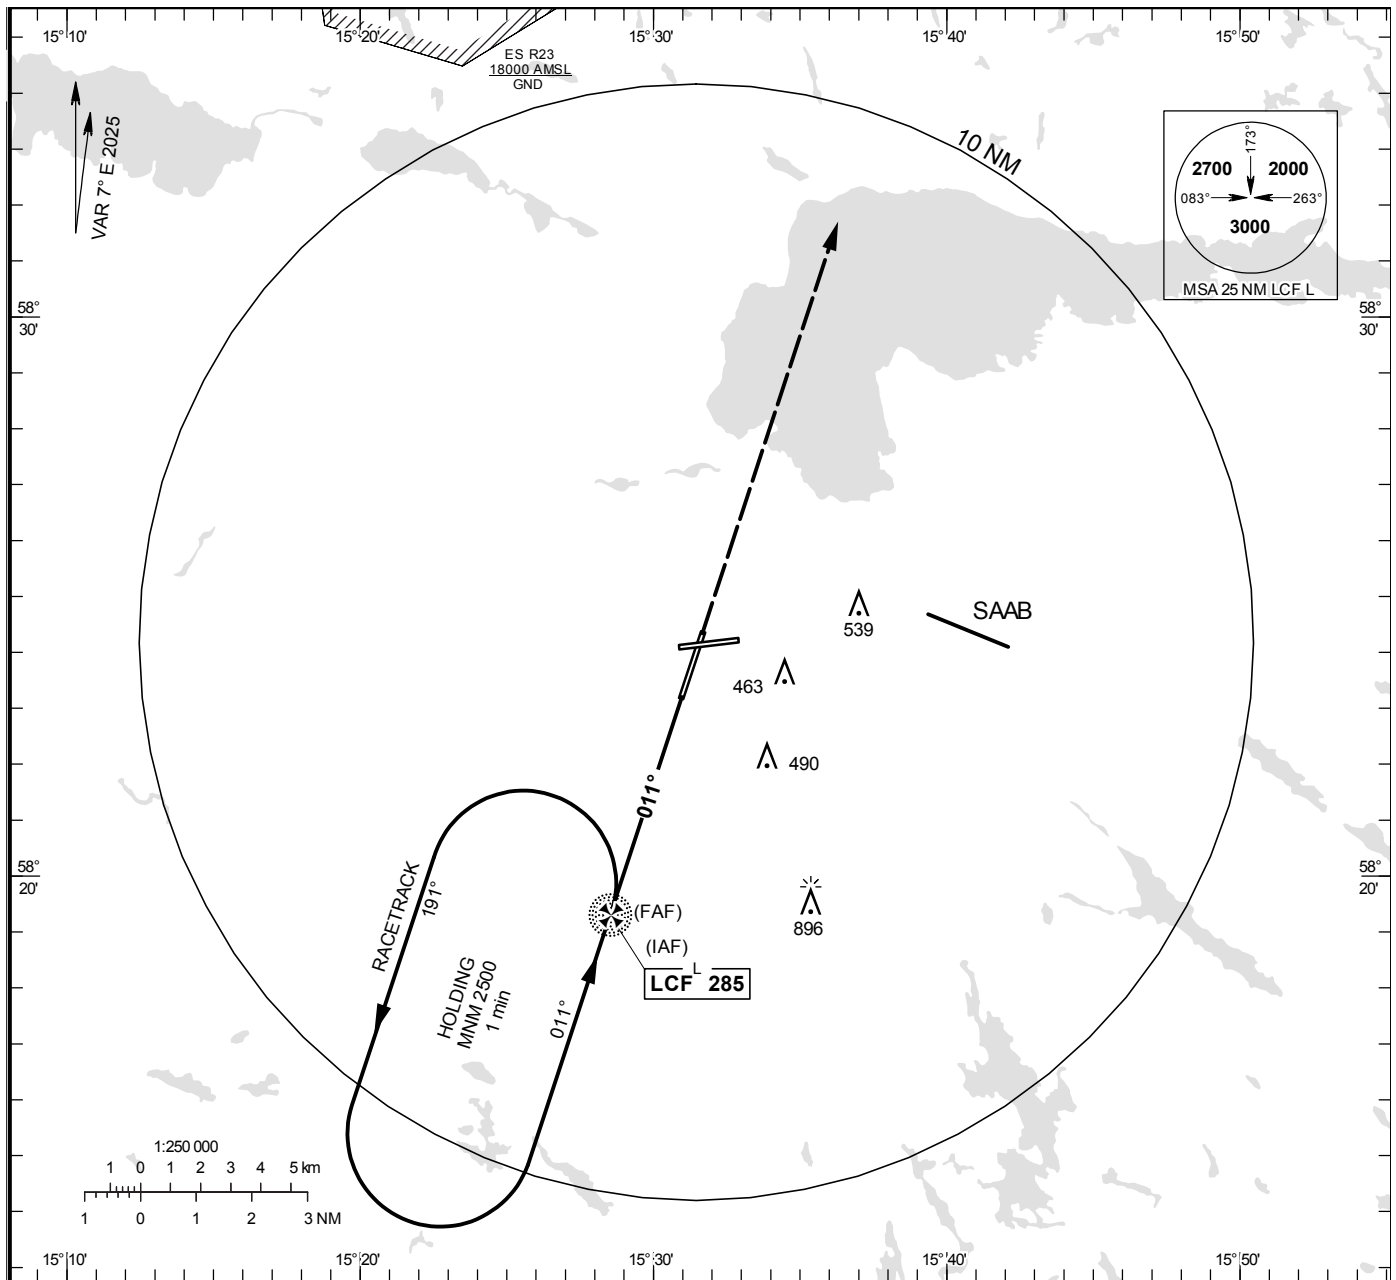 15°10'
15°20'
15°30'
15°40'
15°50'
ES R23
18000 AMSL
GND
VAR 7° E 2025
10 NM
173°
2700
2000
083°
263°
3000
MSA 25 NM LCF L
58°
30'
58°
30'
SAAB
539
463
490
011°
58°
20'
58°
20'
RACETRACK
191°
(FAF)
896
(IAF)
L
LCF 285
HOLDING
MNM 2500
1 min
011°
1:250 000
1 0 1 2 3 4 5 km
1 0 1 2 3 NM
15°10'
15°20'
15°30'
15°40'
15°50'